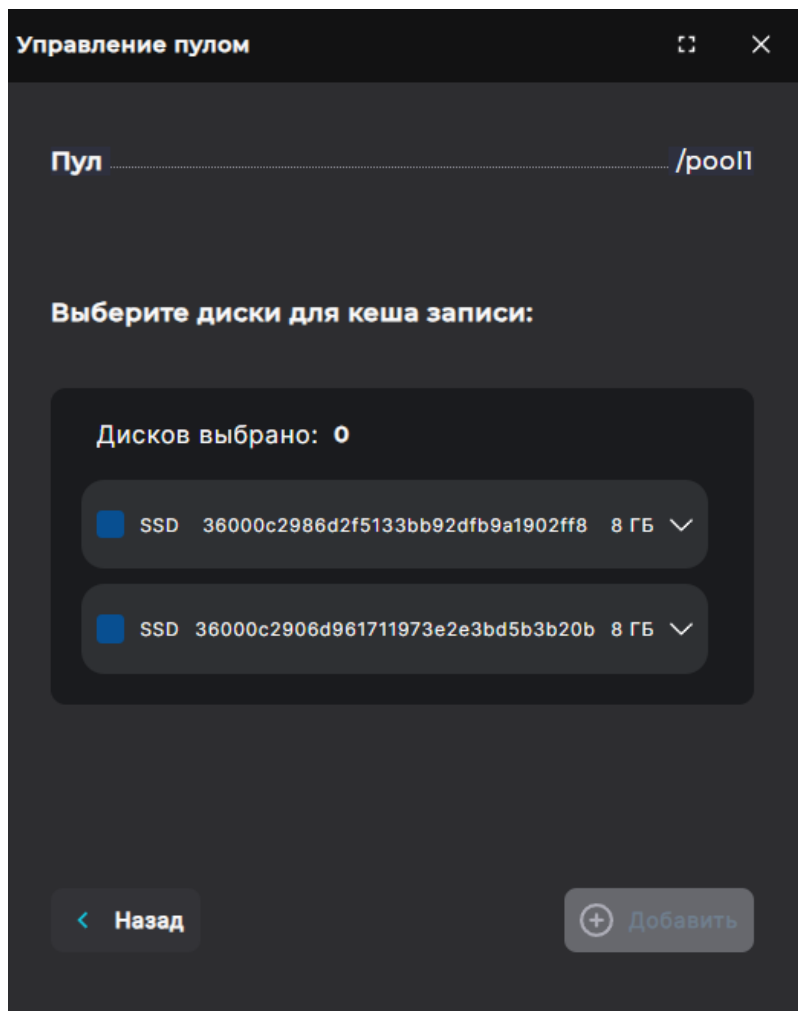 Управление пулом
Пул /pool1
Выберите диски для кеша записи:
Дисков выбрано: 0
SSD 36000c2986d2f5133bb92dfb9a1902ff8 8 ГБ
SSD 36000c2906d961711973e2e3bd5b3b20b 8 ГБ
Назад Добавить